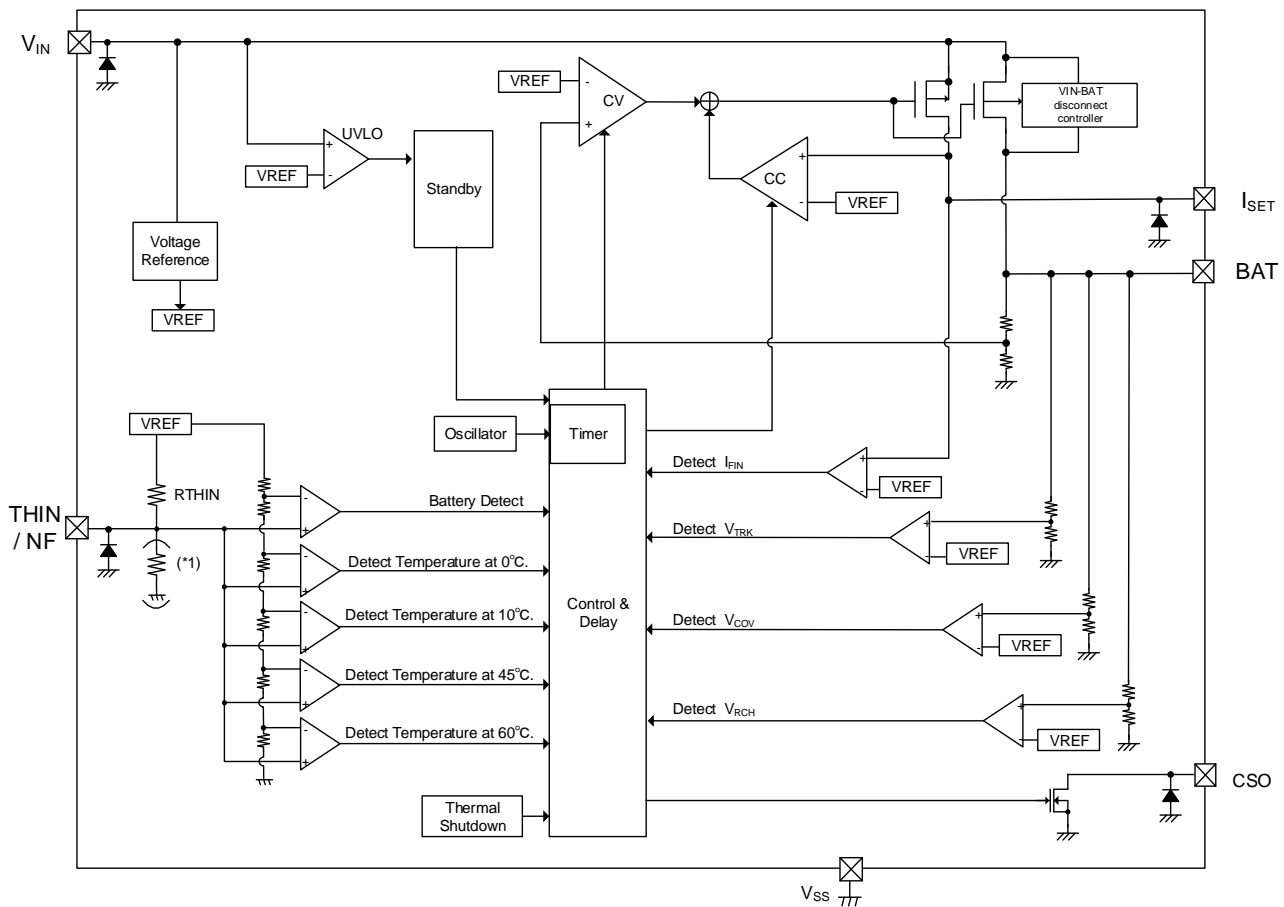 VIN
VREF
-
CV
+
VIN-BAT
disconnect
controller
UVLO
+
VREF
-
Standby
+
CC
-
VREF
ISET
Voltage
Reference
VREF
BAT
VREF
Oscillator
Timer
RTHIN
Detect IFIN
+
-
VREF
THIN
/ NF
-
+
Battery Detect
Detect VTRK
+
-
VREF
(*1)
-
+
Detect Temperature at 0°C.
Control &
Delay
-
+
Detect Temperature at 10°C.
Detect VCOV
+
-
VREF
-
+
Detect Temperature at 45°C.
Detect VRCH
+
-
VREF
-
+
Detect Temperature at 60°C.
Thermal
Shutdown
CSO
VSS